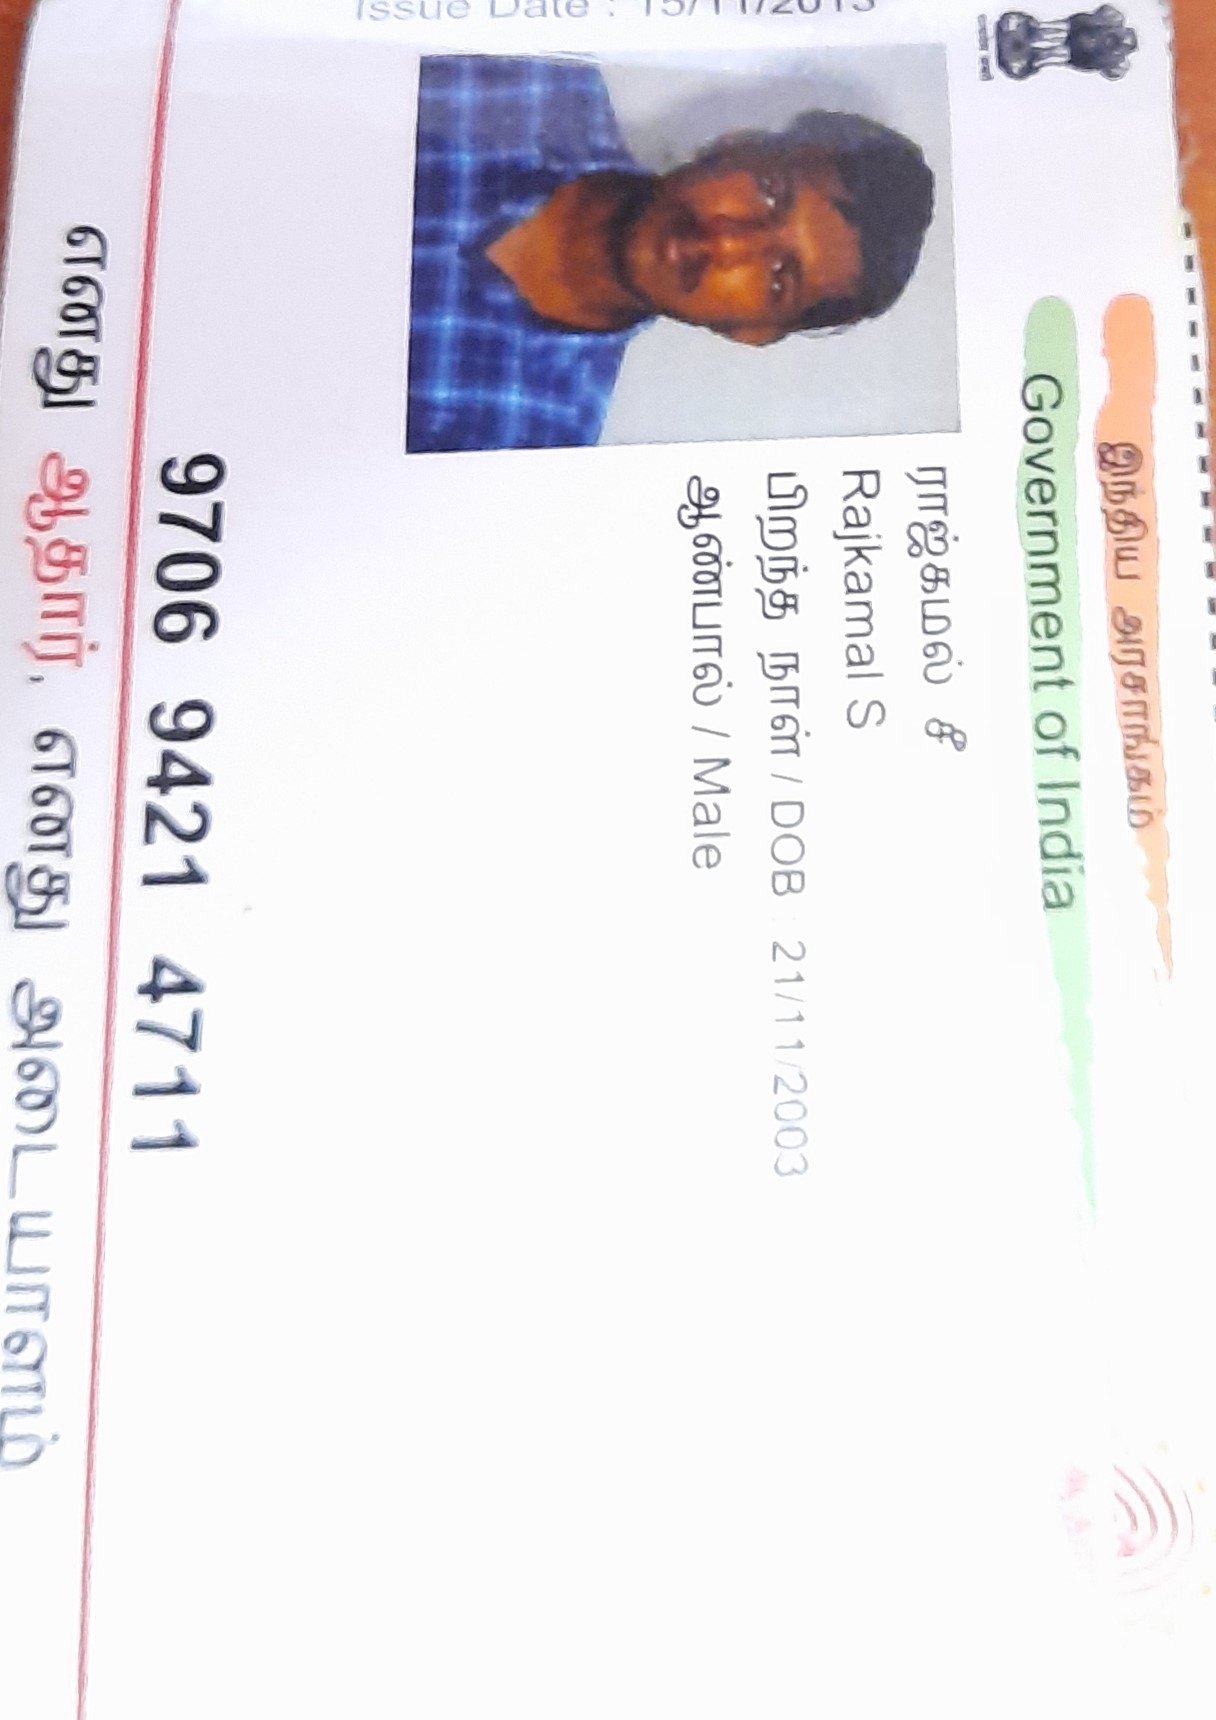 இந்திய அரசாங்கம்
Government of India
ராஜ்கமல் சீ
Rajkamal S
பிறந்த நாள் / DOB : 21/11/2003
ஆண்பால் / Male
Issue Date : 15/11/2013
9706 9421 4711
எனது ஆதார், எனது அடையாளம்